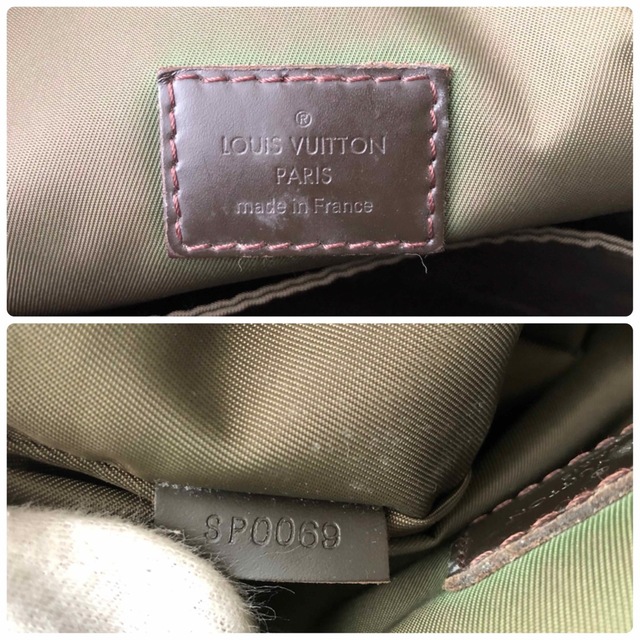 ®
LOUIS VUITTON
PARIS
made in France
SP0069